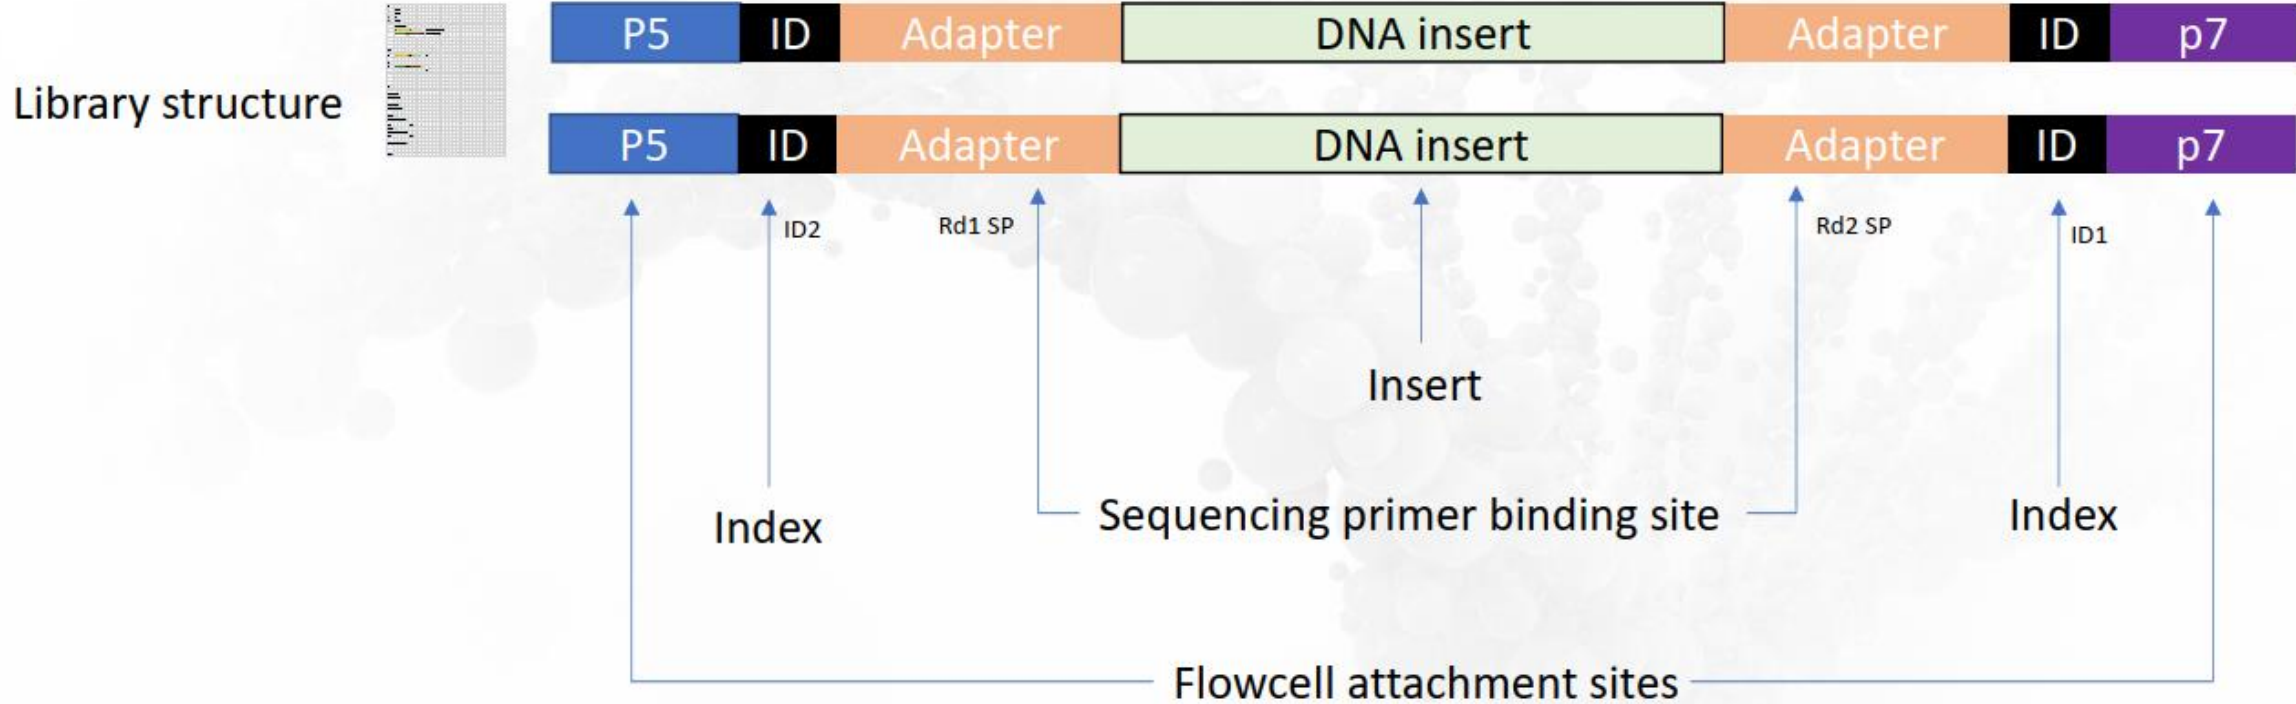 P5 ID Adapter DNA insert Adapter ID p7
Library structure
P5 ID Adapter DNA insert Adapter ID p7
ID2 Rd1 SP Rd2 SP ID1
Insert
Index Sequencing primer binding site Index
Flowcell attachment sites